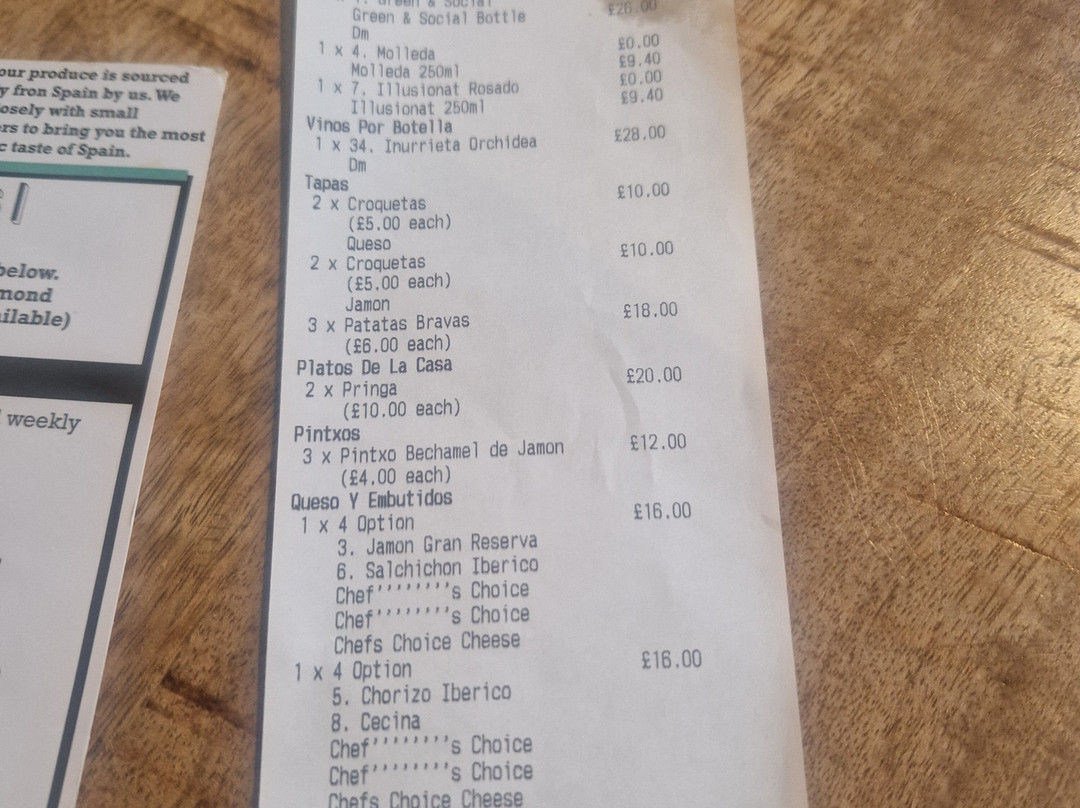 our produce is sourced
y fron Spain by us. We
osely with small
rs to bring you the most
c taste of Spain.
below.
mond
ilable)
weekly
1. Green & Social
Green & Social Bottle £26.00
Dm
1 x 4. Molleda £0.00
Molleda 250ml £9.40
1 x 7. Illusionat Rosado £0.00
Illusionat 250ml £9.40
Vinos Por Botella
1 x 34. Inurrieta Orchidea £28.00
Dm
Tapas
2 x Croquetas £10.00
(£5.00 each)
Queso
2 x Croquetas £10.00
(£5.00 each)
Jamon
3 x Patatas Bravas £18.00
(£6.00 each)
Platos De La Casa
2 x Pringa £20.00
(£10.00 each)
Pintxos
3 x Pintxo Bechamel de Jamon £12.00
(£4.00 each)
Queso Y Embutidos
1 x 4 Option £16.00
3. Jamon Gran Reserva
6. Salchichon Iberico
Chef''''''''s Choice
Chef''''''''s Choice
Chefs Choice Cheese
1 x 4 Option £16.00
5. Chorizo Iberico
8. Cecina
Chef''''''''s Choice
Chef''''''''s Choice
Chefs Choice Cheese